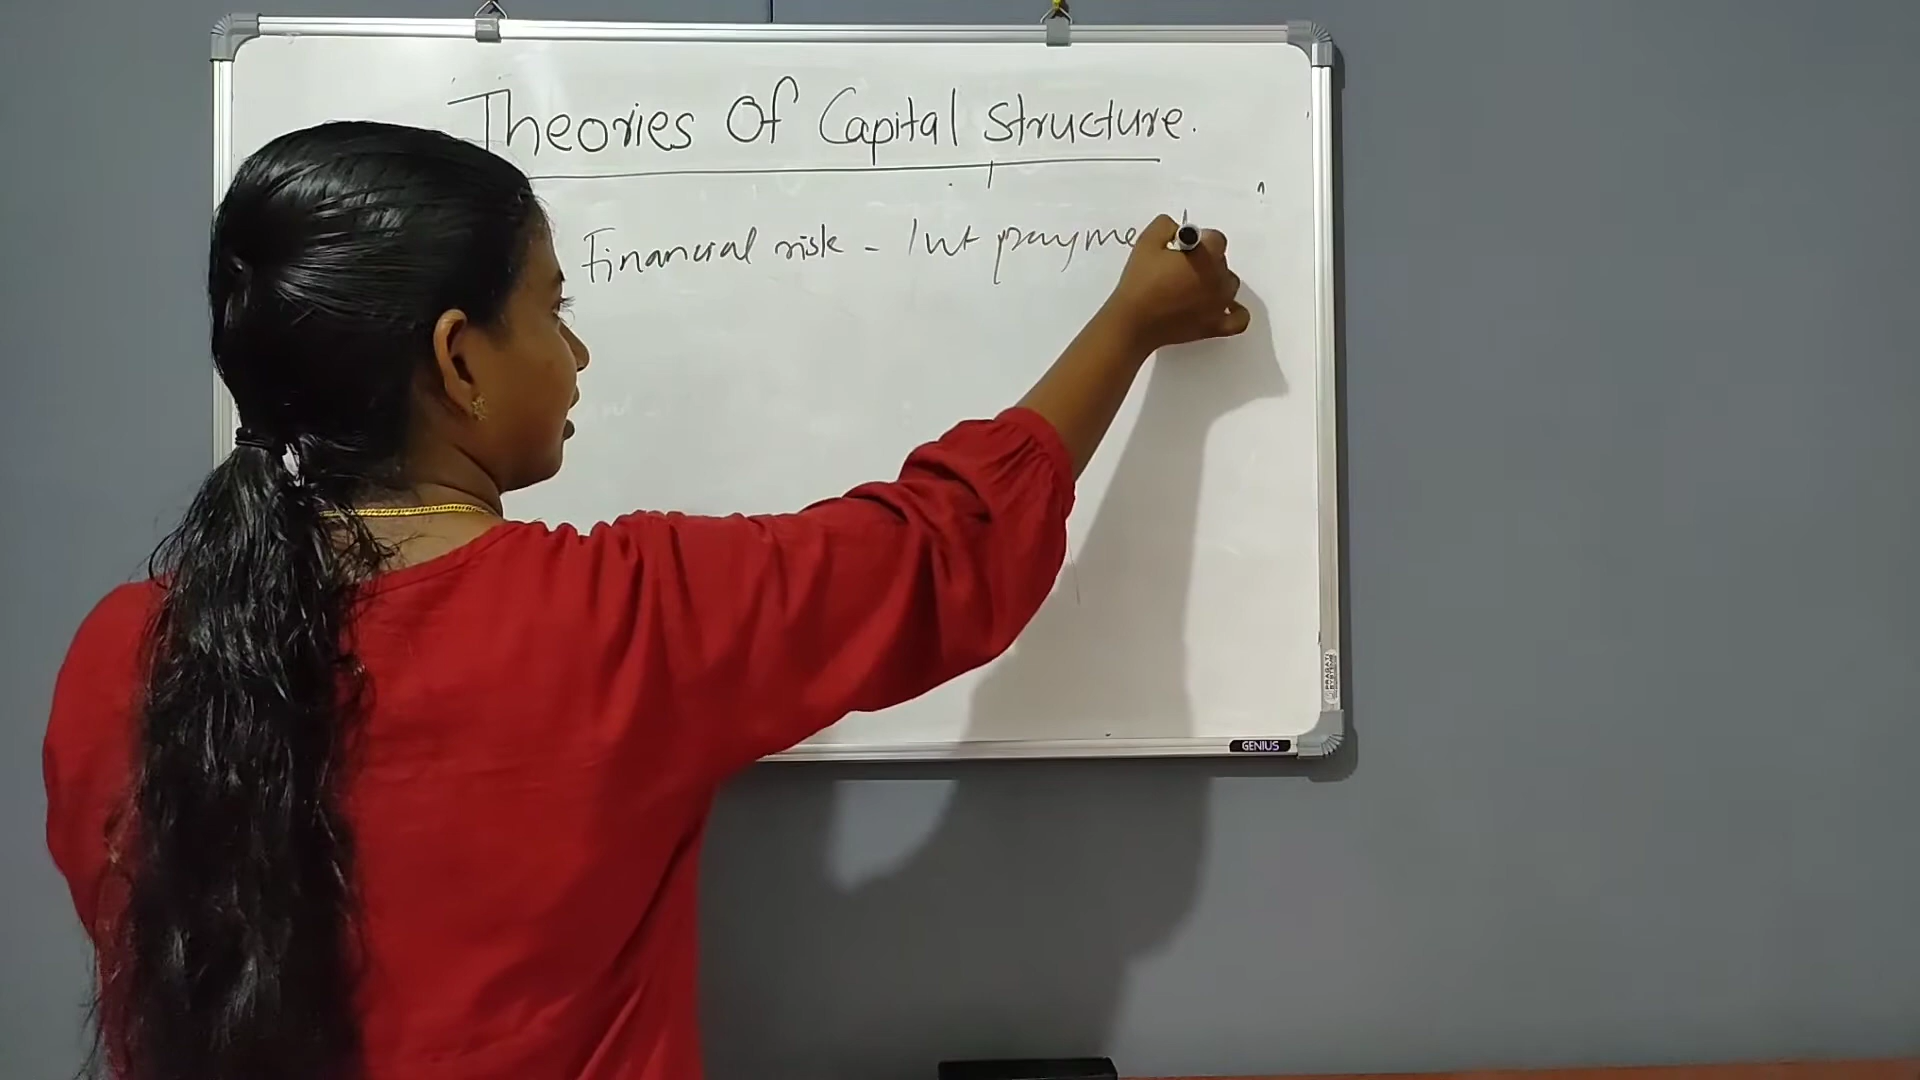 Theories Of Capital Structure.
Financial risk - Int payme
GENIUS